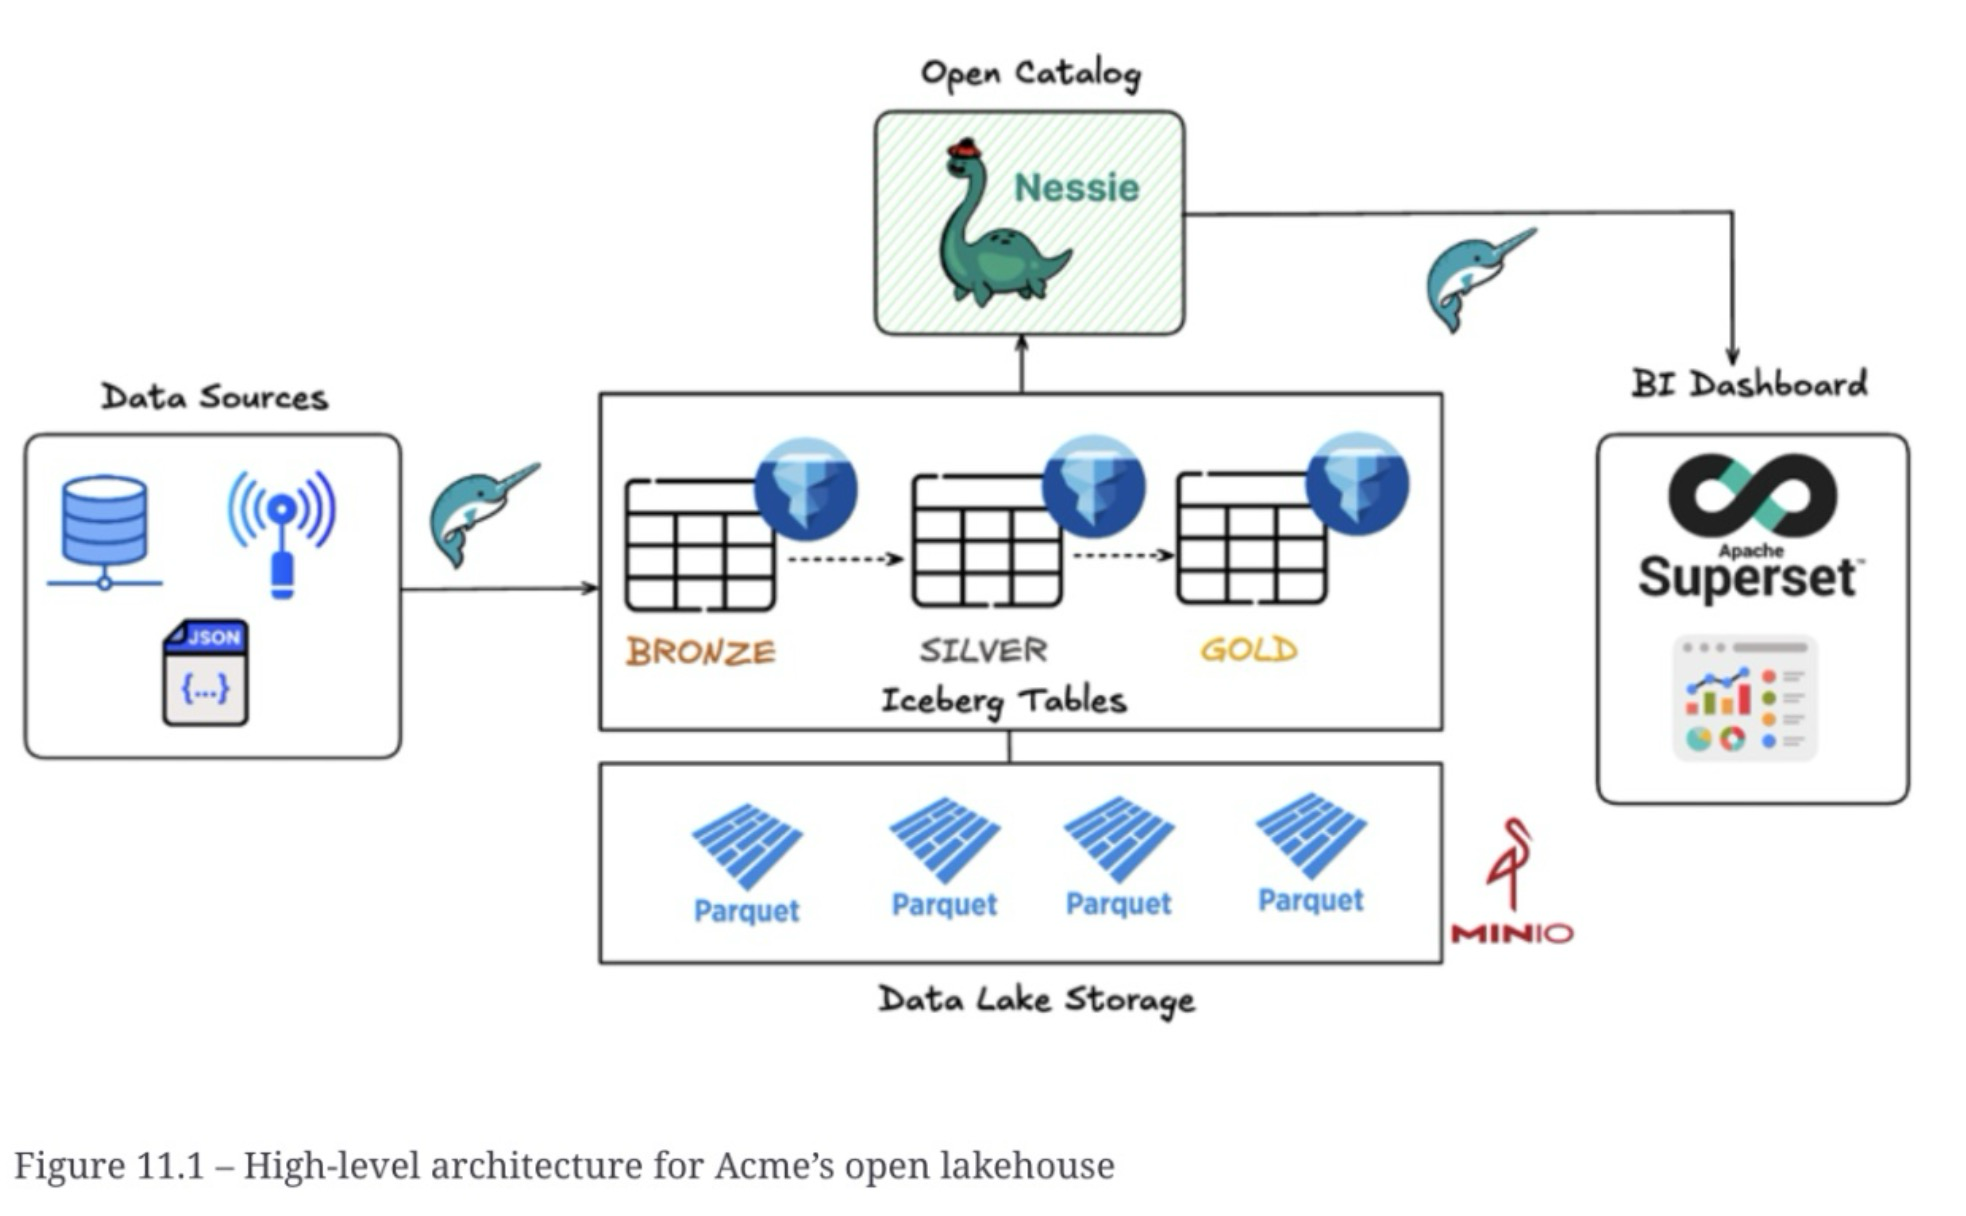 Open Catalog
Nessie
Data Sources
JSON
{...}
BI Dashboard
Apache
Superset™
BRONZE
SILVER
GOLD
Iceberg Tables
Parquet
Parquet
Parquet
Parquet
MINIO
Data Lake Storage
Figure 11.1 – High-level architecture for Acme’s open lakehouse